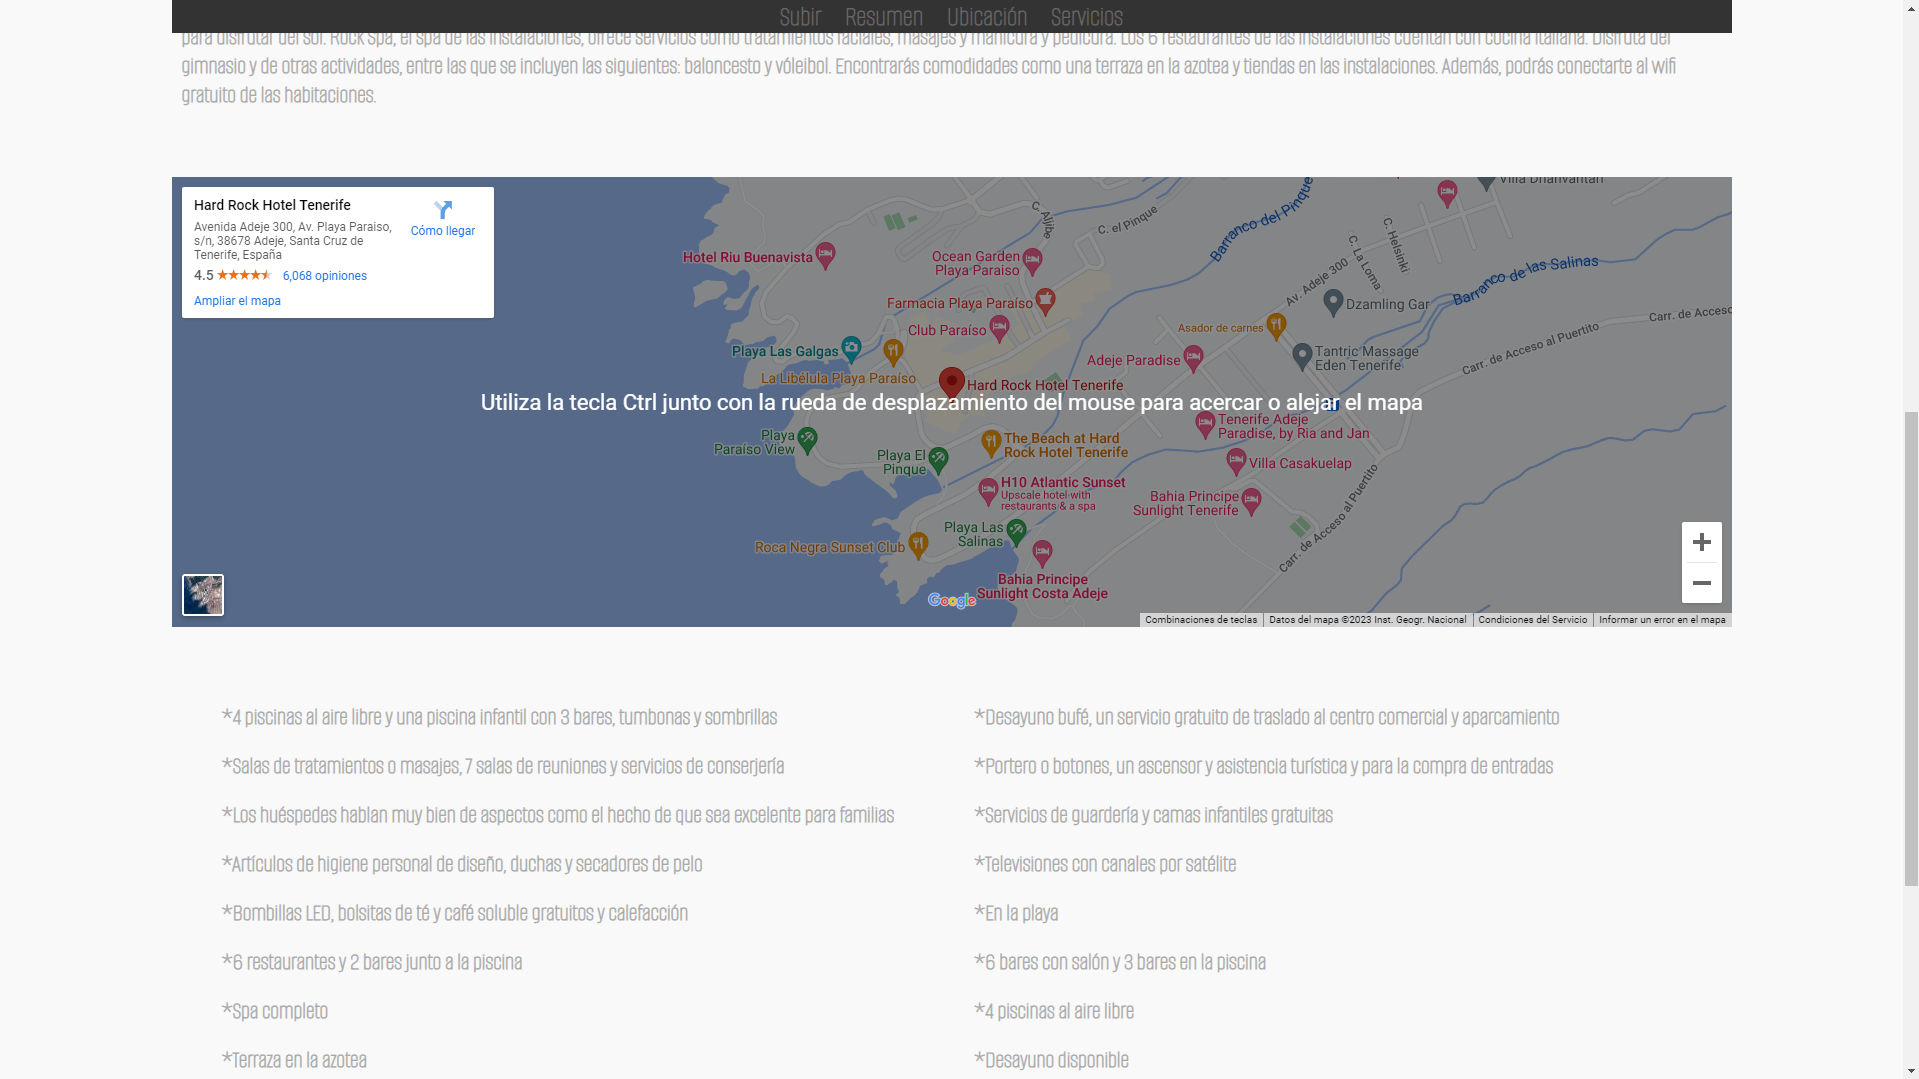 Subir Resumen Ubicación Servicios
para disfrutar del sol. Rock Spa, el spa de las instalaciones, ofrece servicios como tratamientos faciales, masajes y manicura y pedicura. Los 6 restaurantes de las instalaciones cuentan con cocina italiana. Disfruta del
gimnasio y de otras actividades, entre las que se incluyen las siguientes: baloncesto y vóleibol. Encontrarás comodidades como una terraza en la azotea y tiendas en las instalaciones. Además, podrás conectarte al wifi
gratuito de las habitaciones.
Hard Rock Hotel Tenerife
Avenida Adeje 300, Av. Playa Paraiso,
s/n, 38678 Adeje, Santa Cruz de
Tenerife, España
4.5
6,068 opiniones
Ampliar el mapa
Cómo llegar
Villa Dhanvantari
C. Aljibe
C. el Pinque
Barranco del Pinque
C. Helsinki
C. La Loma
Hotel Riu Buenavista
Ocean Garden
Playa Paraiso
Av. Adeje 300
Barranco de las Salinas
Farmacia Playa Paraíso
Dzamling Gar
Carr. de Acceso
Club Paraíso
Asador de carnes
Carr. de Acceso al Puertito
Playa Las Galgas
Adeje Paradise
Tantric Massage
Eden Tenerife
La Libélula Playa Paraíso
Hard Rock Hotel Tenerife
Utiliza la tecla Ctrl junto con la rueda de desplazamiento del mouse para acercar o alejar el mapa
Tenerife Adeje
Paradise, by Ria and Jan
Playa
Paraíso View
The Beach at Hard
Rock Hotel Tenerife
Playa El
Pinque
Villa Casakuelap
H10 Atlantic Sunset
Upscale hotel with
restaurants & a spa
Bahia Principe
Sunlight Tenerife
Carr. de Acceso al Puertito
Playa Las
Salinas
Roca Negra Sunset Club
Bahia Principe
Sunlight Costa Adeje
Google
Combinaciones de teclas
Datos del mapa ©2023 Inst. Geogr. Nacional
Condiciones del Servicio
Informar un error en el mapa
*4 piscinas al aire libre y una piscina infantil con 3 bares, tumbonas y sombrillas
*Desayuno bufé, un servicio gratuito de traslado al centro comercial y aparcamiento
*Salas de tratamientos o masajes, 7 salas de reuniones y servicios de conserjería
*Portero o botones, un ascensor y asistencia turística y para la compra de entradas
*Los huéspedes hablan muy bien de aspectos como el hecho de que sea excelente para familias
*Servicios de guardería y camas infantiles gratuitas
*Artículos de higiene personal de diseño, duchas y secadores de pelo
*Televisiones con canales por satélite
*Bombillas LED, bolsitas de té y café soluble gratuitos y calefacción
*En la playa
*6 restaurantes y 2 bares junto a la piscina
*6 bares con salón y 3 bares en la piscina
*Spa completo
*4 piscinas al aire libre
*Terraza en la azotea
*Desayuno disponible